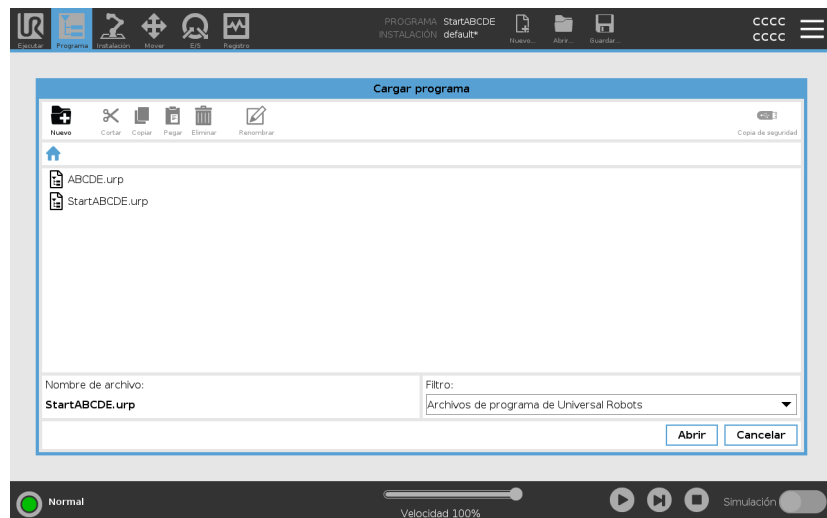 UR
PROGRAMA StartABCDE
INSTALACIÓN default*
Ejecutar Programa Instalación Mover E/S Registro
Nuevo... Abrir... Guardar...
CCCC
CCCC
Cargar programa
Nuevo Cortar Copiar Pegar Eliminar Renombrar Copia de seguridad
ABCDE.urp
StartABCDE.urp
Nombre de archivo:
StartABCDE.urp
Filtro:
Archivos de programa de Universal Robots
Abrir Cancelar
Normal
Velocidad 100%
Simulación